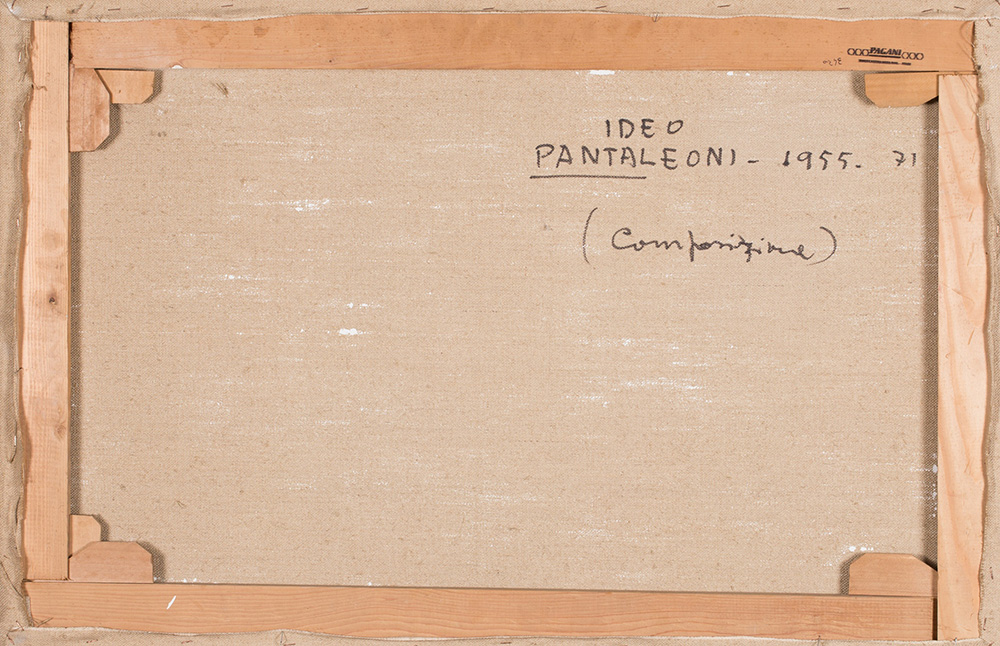 PAGANI
IDEO
PANTALEONI - 1955. 71
(Composizione)